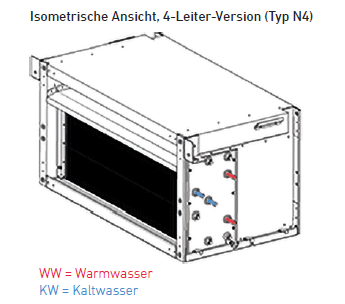 Isometrische Ansicht, 4-Leiter-Version (Typ N4)
WW = Warmwasser
KW = Kaltwasser